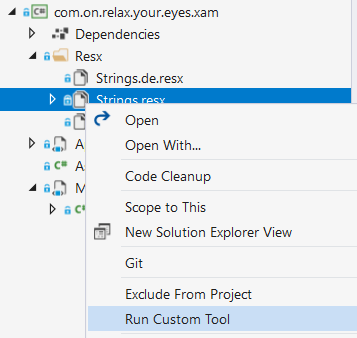 C# com.on.relax.your.eyes.xam
Dependencies
Resx
Strings.de.resx
Strings.resx
Open
Open With...
Code Cleanup
A
Scope to This
C# A
New Solution Explorer View
M
Git
Exclude From Project
Run Custom Tool